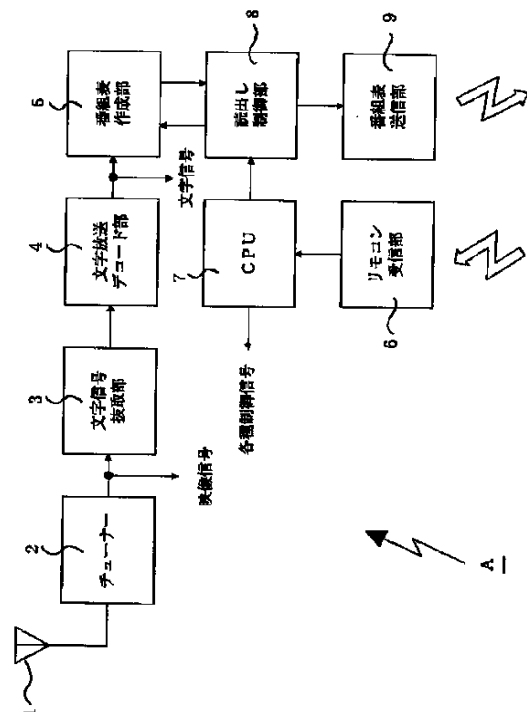 1
2
チューナー
映像信号
3
文字信号
抜取部
4
文字放送
デュード部
文字信号
5
番組表
作成部
6
リモコン
受信部
7
CPU
各種制御信号
8
読出し
制御部
9
番組表
送信部
A